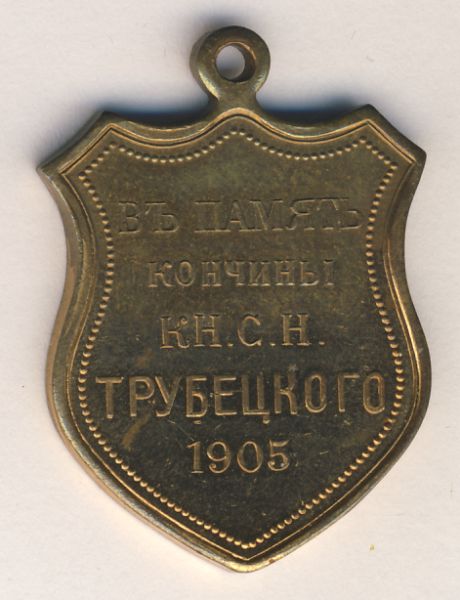 ВЪ ПАМЯТЬ
КОНЧИНЫ
КН.С.Н.
ТРУБЕЦКОГО
1905